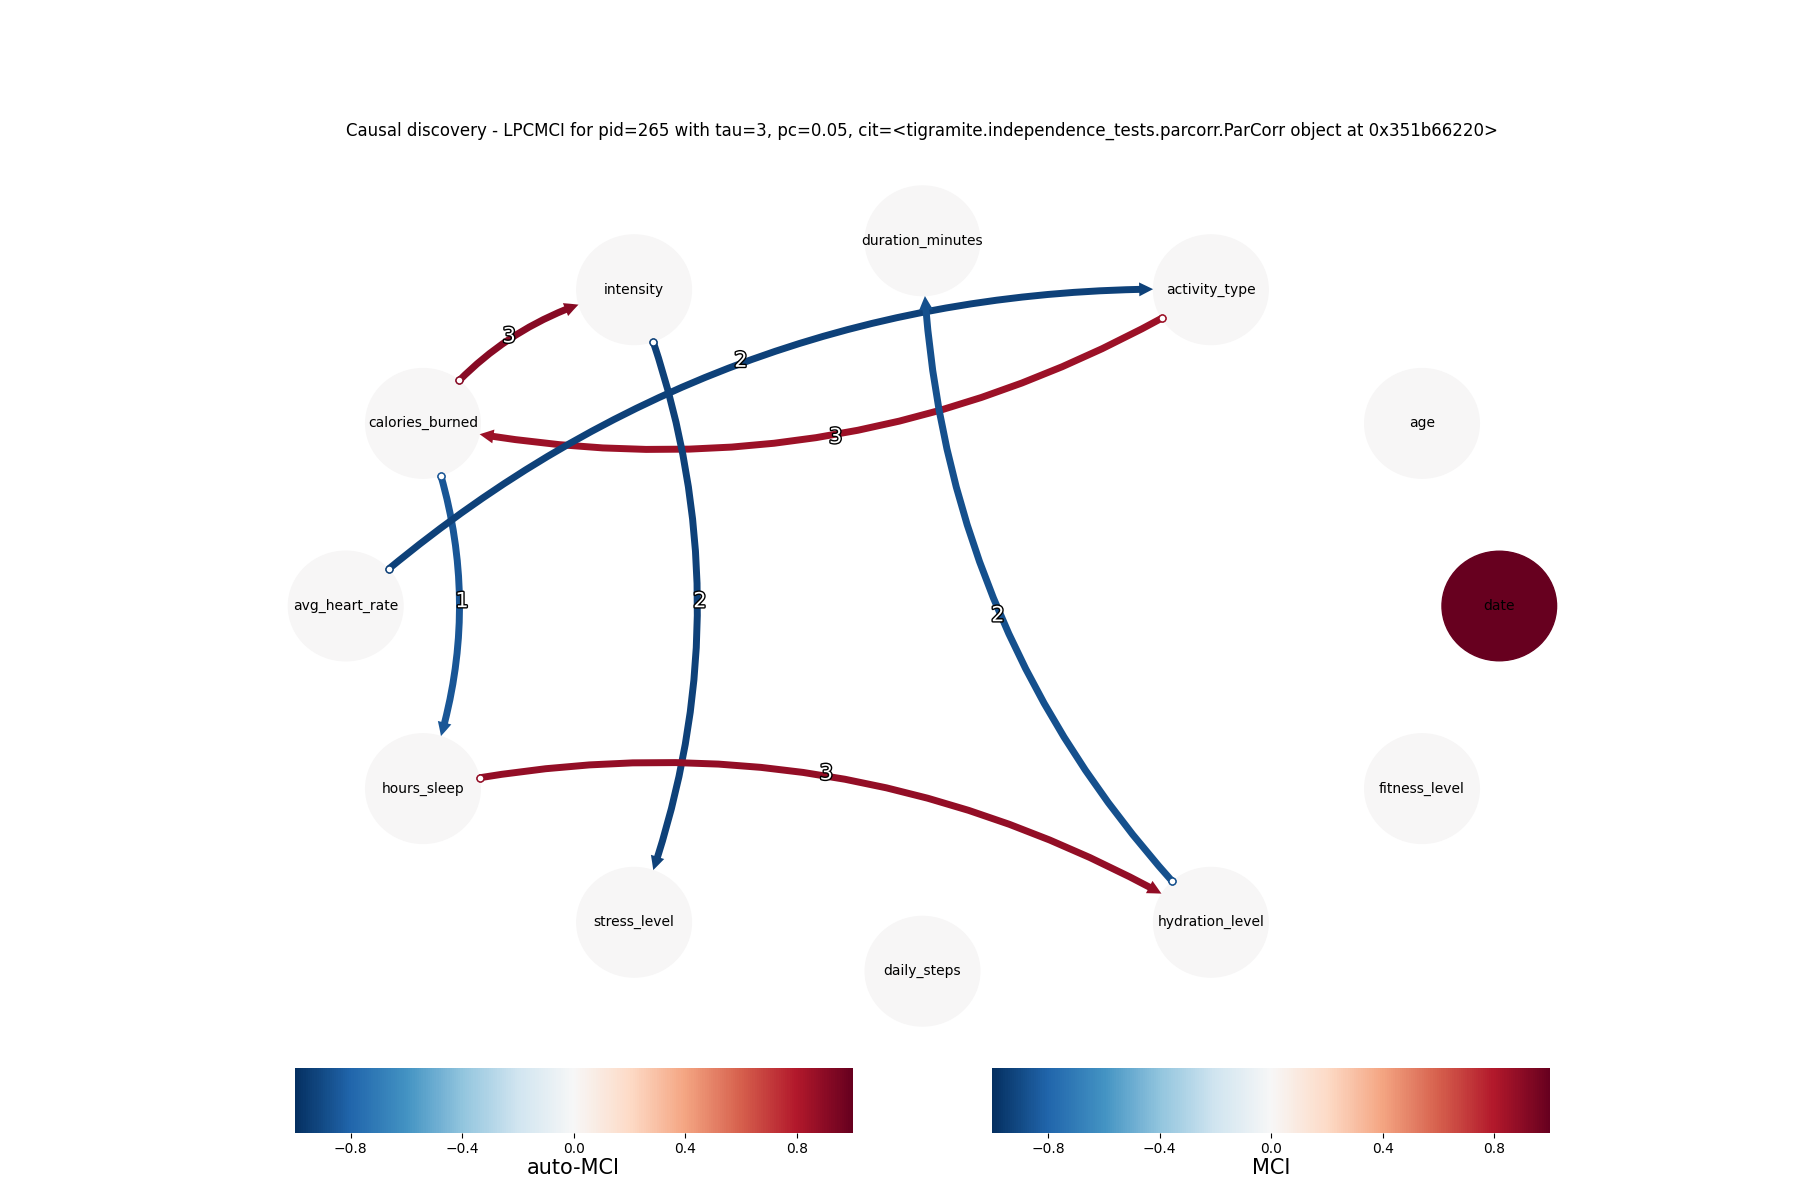 Causal discovery - LPCMCI for pid=265 with tau=3, pc=0.05, cit=<tigramite.independence_tests.parcorr.ParCorr object at 0x351b66220>
duration_minutes
intensity
activity_type
3
2
calories_burned
3
age
avg_heart_rate
1
2
2
date
hours_sleep
3
fitness_level
stress_level
hydration_level
daily_steps
−0.8 −0.4 0.0 0.4 0.8
auto-MCI
−0.8 −0.4 0.0 0.4 0.8
MCI